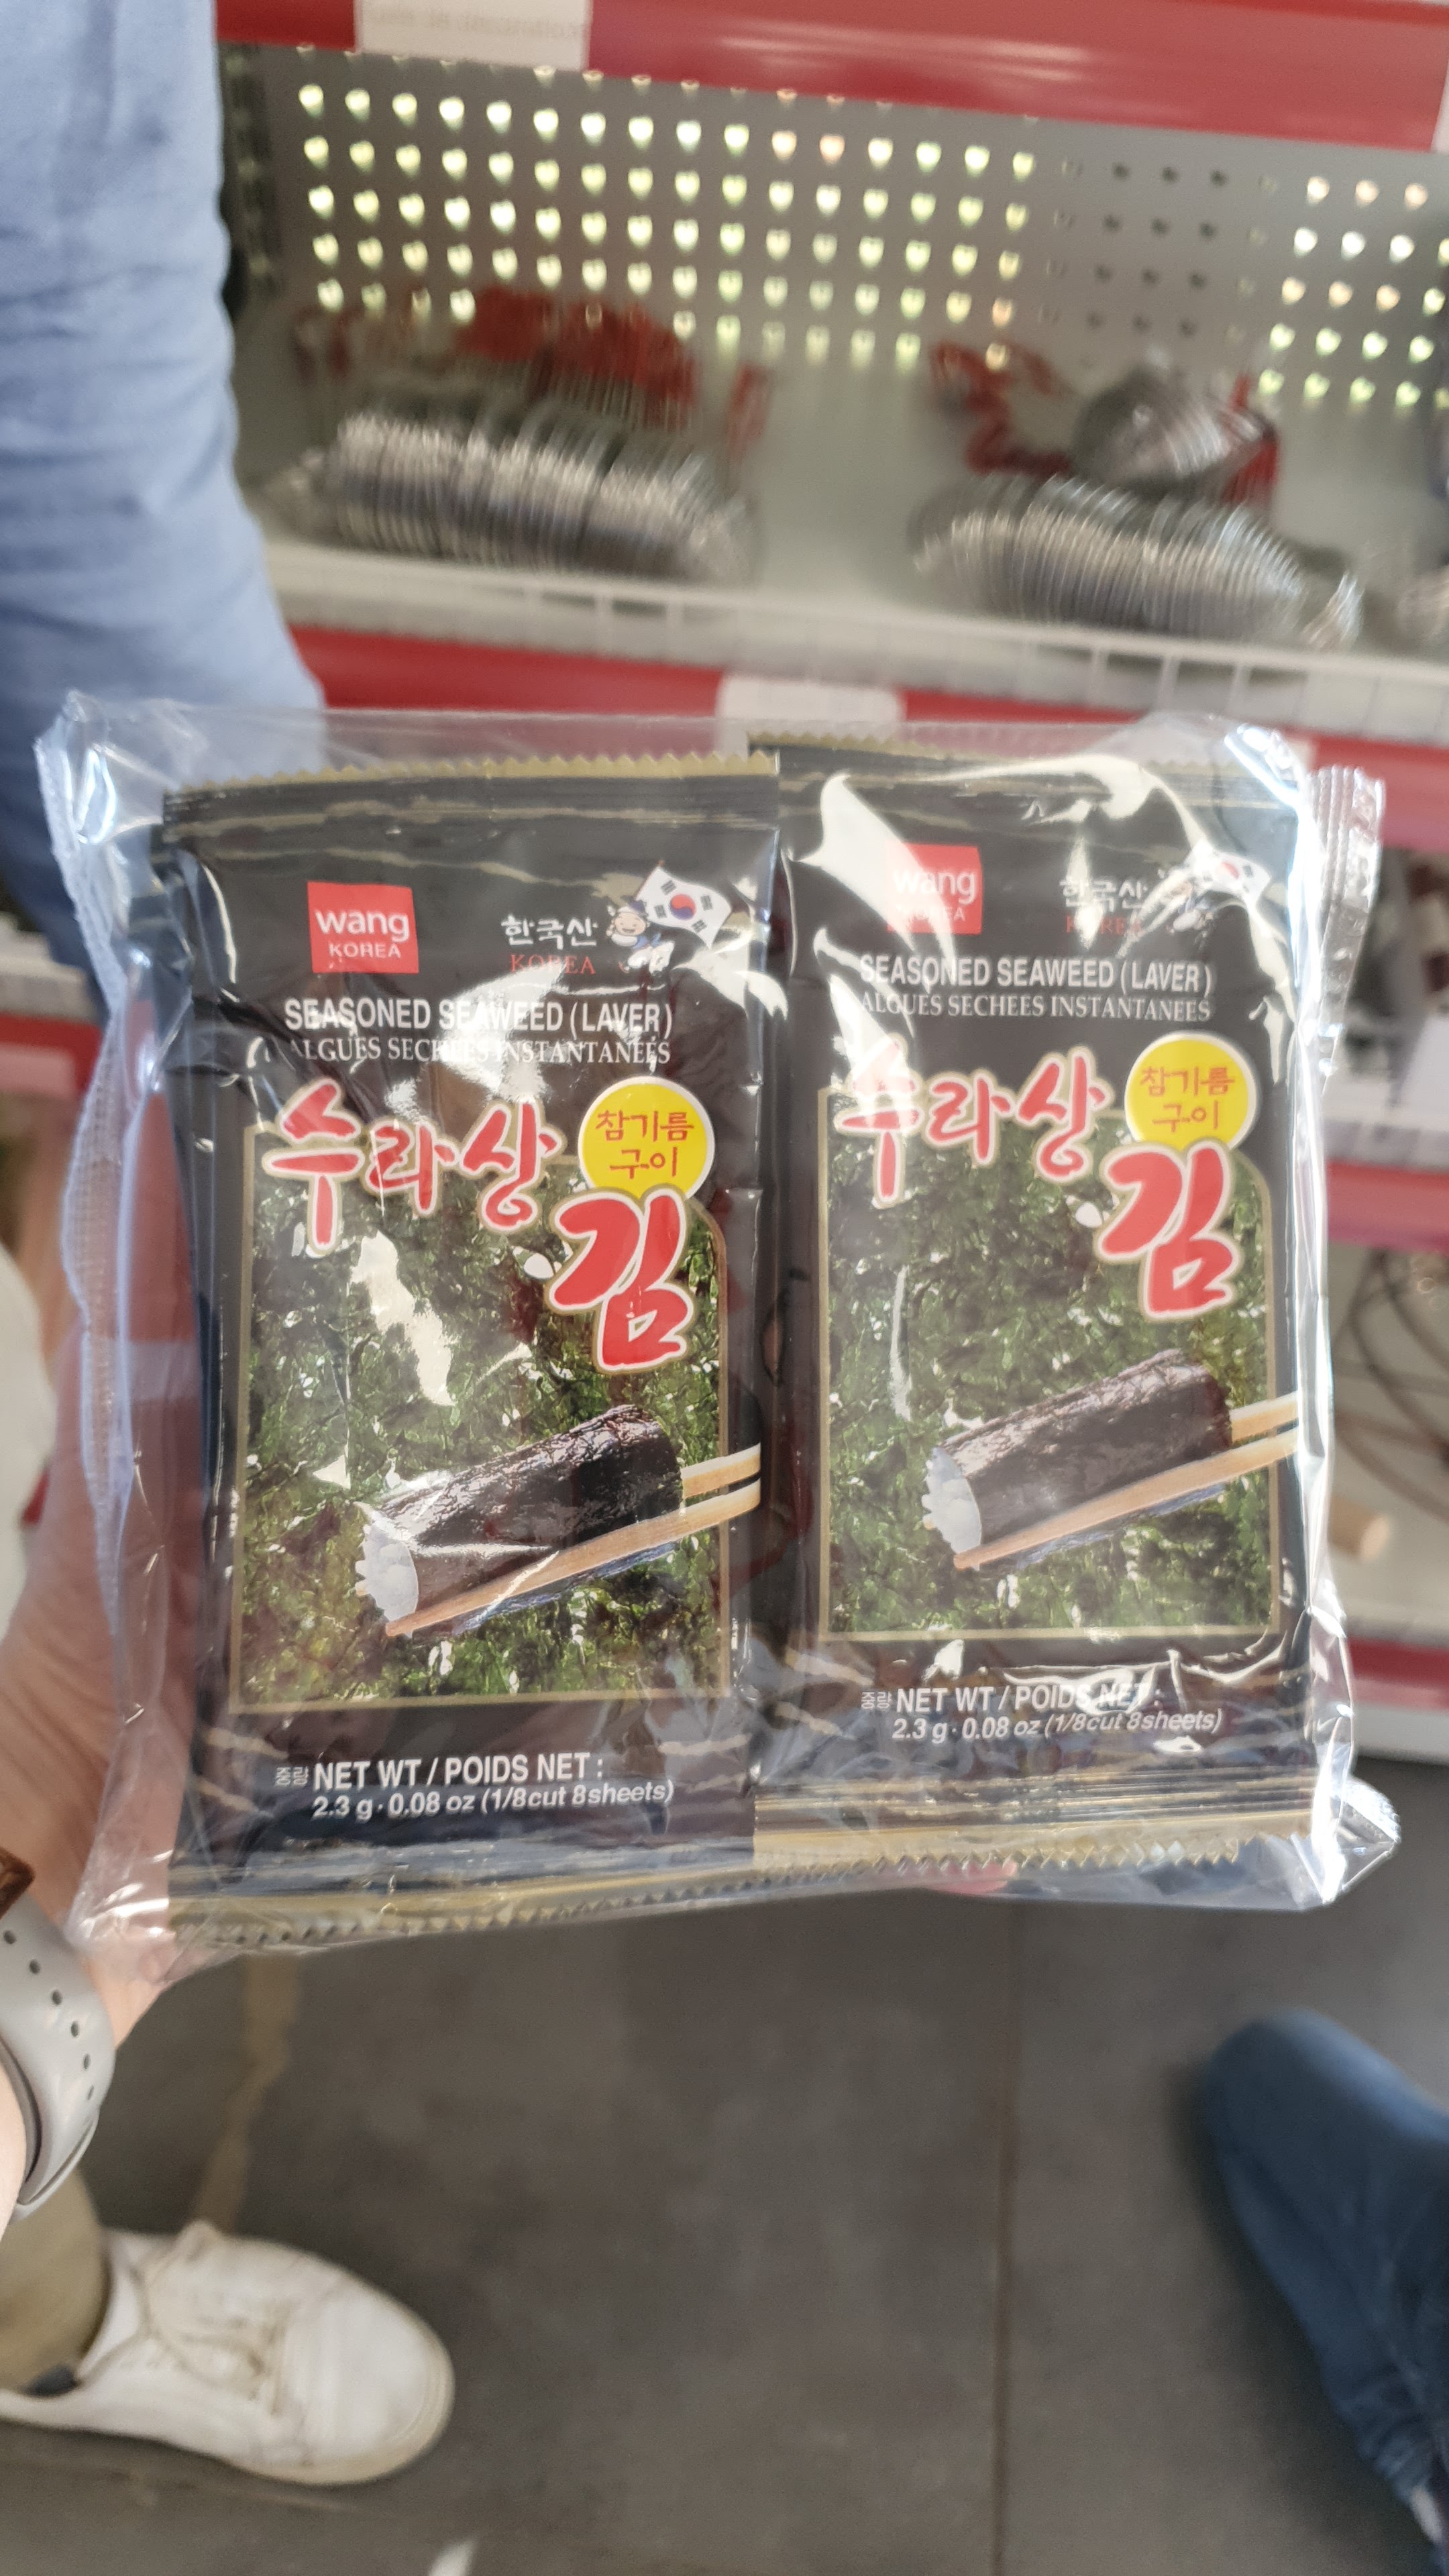 wang
KOREA
한국산
KOREA
SEASONED SEAWEED (LAVER)
ALGUES SECHEES INSTANTANEES
수라상
참기름
구이
김
중량 NET WT / POIDS NET :
2.3 g · 0.08 oz (1/8cut 8sheets)
wang
KOREA
한국산
KOREA
SEASONED SEAWEED (LAVER)
ALGUES SECHEES INSTANTANEES
수라상
참기름
구이
김
중량 NET WT / POIDS NET :
2.3 g · 0.08 oz (1/8cut 8sheets)